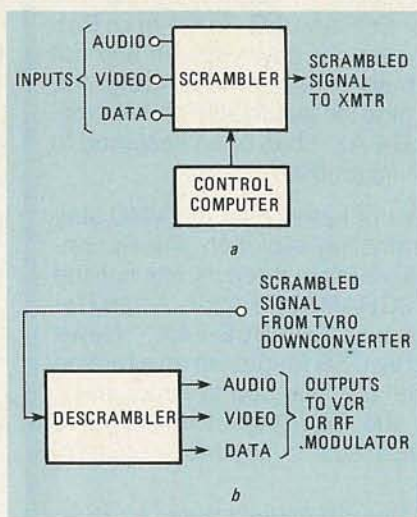 AUDIO
INPUTS
VIDEO
DATA
SCRAMBLER
SCRAMBLED
SIGNAL
TO XMTR
CONTROL
COMPUTER
a
SCRAMBLED
SIGNAL
FROM TVRO
DOWNCONVERTER
DESCRAMBLER
AUDIO
VIDEO
DATA
OUTPUTS
TO VCR
OR RF
MODULATOR
b